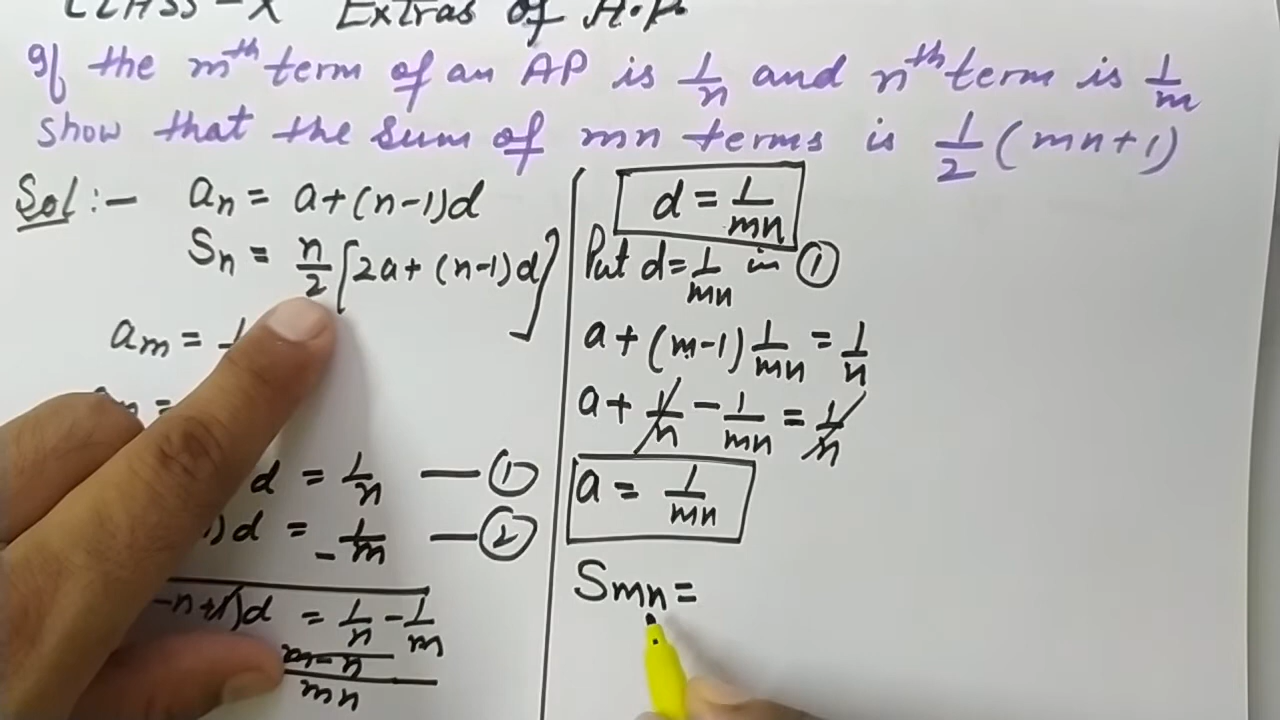 CLASS-X Extras of A.P.
If the mth term of an AP is 1/n and nth term is 1/m
show that the sum of mn terms is 1/2 (mn+1)
Sol:- an = a+(n-1)d
Sn = n/2 [2a+(n-1)d]
am =
d = 1/n — ①
)d = 1/m — ②
-
-n+1)d = 1/n - 1/m
m-n
mn
d = 1/mn
Put d=1/mn in ①
a+(m-1) 1/mn = 1/n
a + 1/n - 1/mn = 1/n
a = 1/mn
Smn =